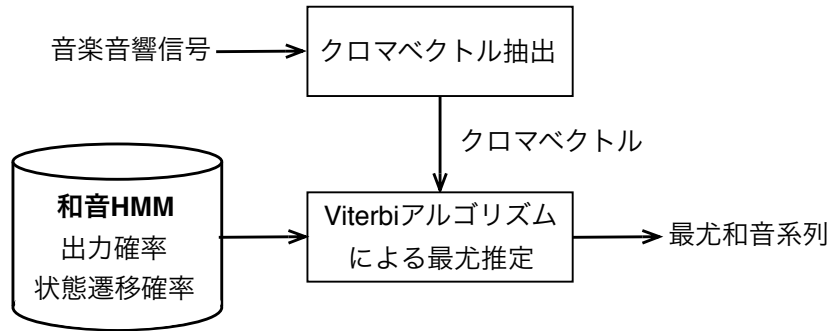 音楽音響信号
クロマベクトル抽出
クロマベクトル
和音HMM
出力確率
状態遷移確率
Viterbiアルゴリズム
による最尤推定
最尤和音系列